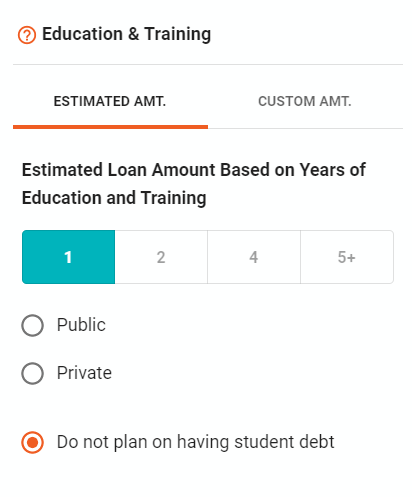 Education & Training
ESTIMATED AMT. CUSTOM AMT.
Estimated Loan Amount Based on Years of
Education and Training
1 2 4 5+
Public
Private
Do not plan on having student debt